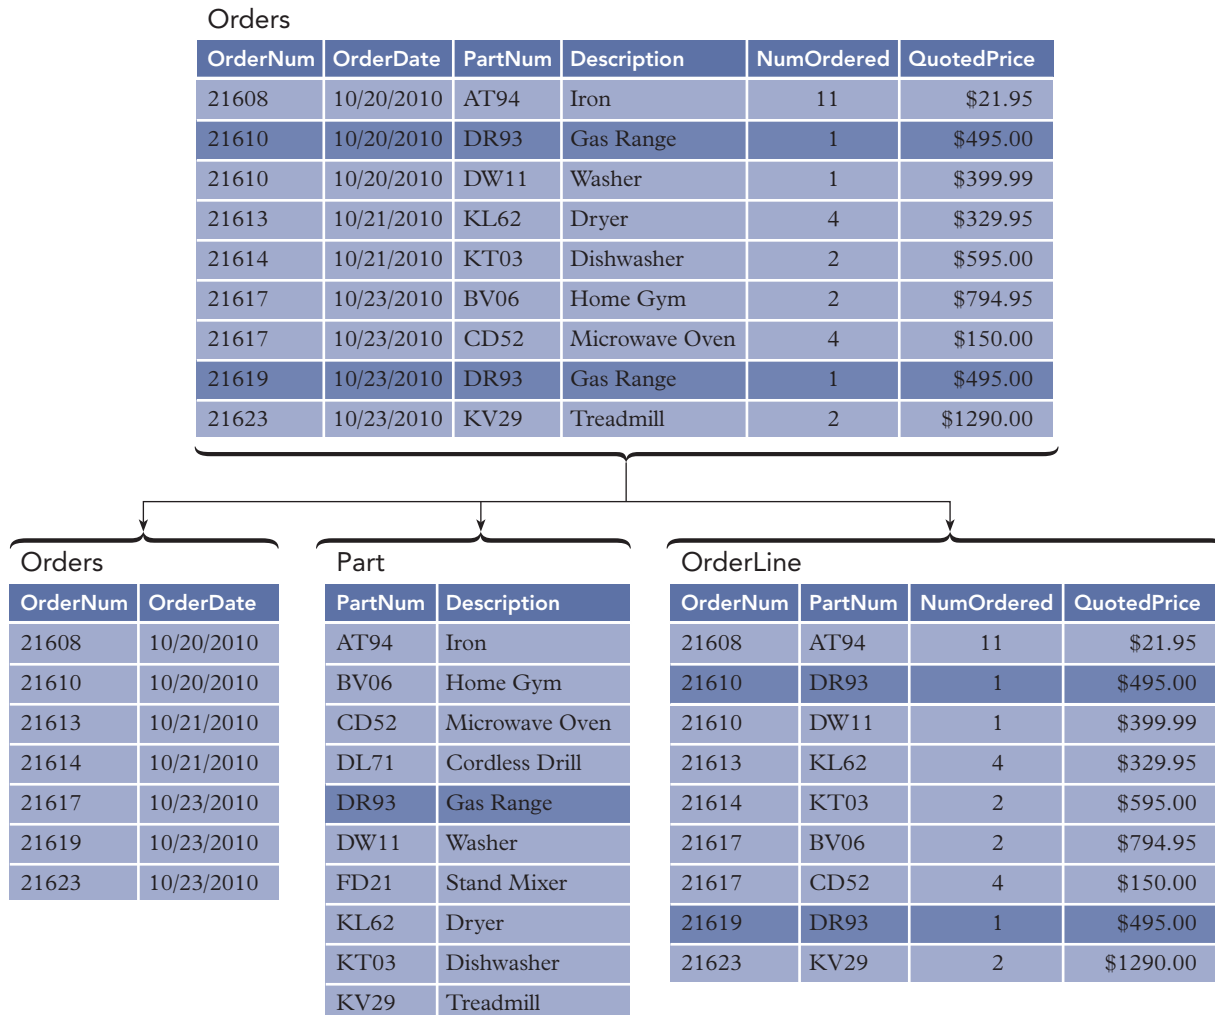 Orders
OrderNum OrderDate PartNum Description NumOrdered QuotedPrice
21608 10/20/2010 AT94 Iron 11 $21.95
21610 10/20/2010 DR93 Gas Range 1 $495.00
21610 10/20/2010 DW11 Washer 1 $399.99
21613 10/21/2010 KL62 Dryer 4 $329.95
21614 10/21/2010 KT03 Dishwasher 2 $595.00
21617 10/23/2010 BV06 Home Gym 2 $794.95
21617 10/23/2010 CD52 Microwave Oven 4 $150.00
21619 10/23/2010 DR93 Gas Range 1 $495.00
21623 10/23/2010 KV29 Treadmill 2 $1290.00
Orders
OrderNum OrderDate
21608 10/20/2010
21610 10/20/2010
21613 10/21/2010
21614 10/21/2010
21617 10/23/2010
21619 10/23/2010
21623 10/23/2010
Part
PartNum Description
AT94 Iron
BV06 Home Gym
CD52 Microwave Oven
DL71 Cordless Drill
DR93 Gas Range
DW11 Washer
FD21 Stand Mixer
KL62 Dryer
KT03 Dishwasher
KV29 Treadmill
OrderLine
OrderNum PartNum NumOrdered QuotedPrice
21608 AT94 11 $21.95
21610 DR93 1 $495.00
21610 DW11 1 $399.99
21613 KL62 4 $329.95
21614 KT03 2 $595.00
21617 BV06 2 $794.95
21617 CD52 4 $150.00
21619 DR93 1 $495.00
21623 KV29 2 $1290.00